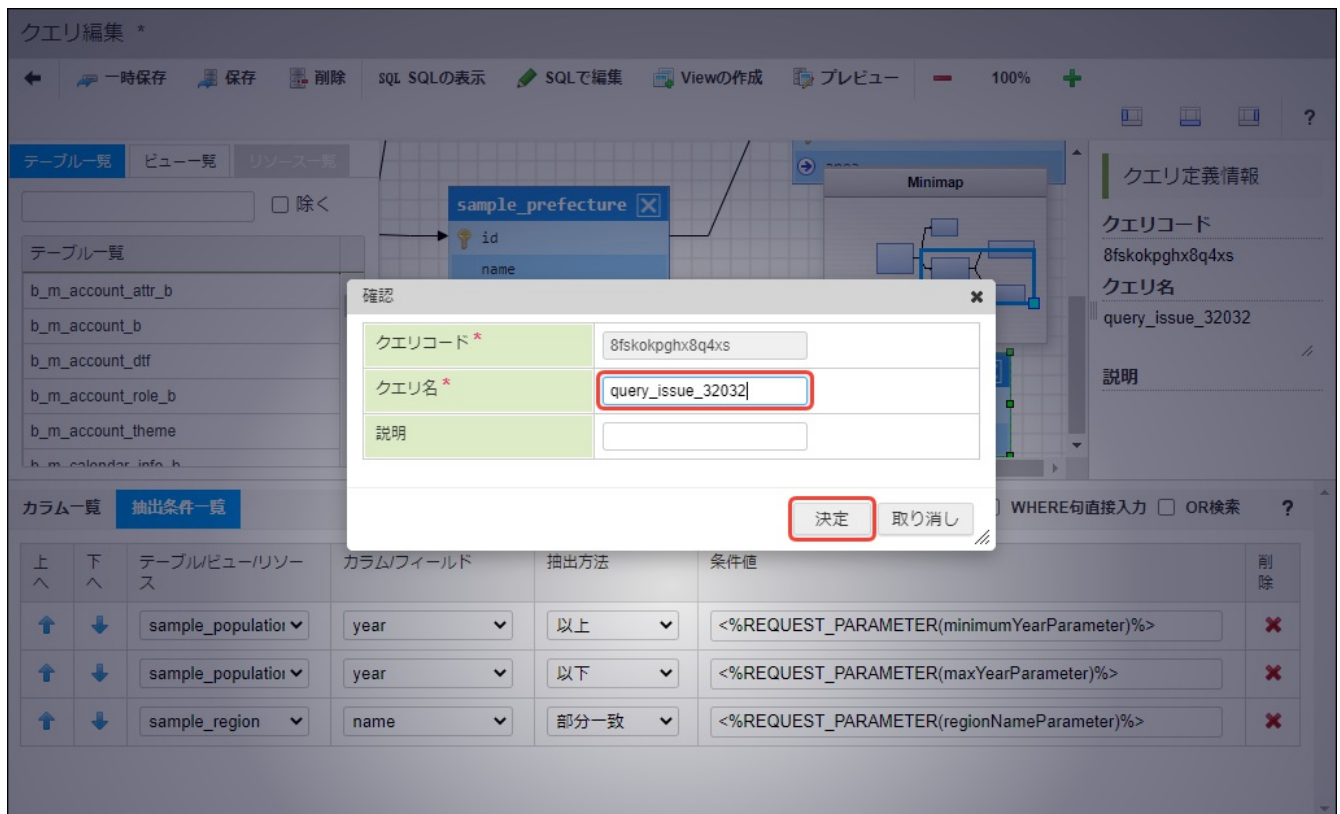 クエリ編集 *
一時保存 保存 削除 SQL SQLの表示 SQLで編集 Viewの作成 プレビュー 100%
?
テーブル一覧 ビュー一覧 リソース一覧
除く
テーブル一覧
b_m_account_attr_b
b_m_account_b
b_m_account_dtf
b_m_account_role_b
b_m_account_theme
b_m_calendar_info_b
sample_prefecture
id
name
Minimap
クエリ定義情報
クエリコード
8fskokpghx8q4xs
クエリ名
query_issue_32032
説明
確認
クエリコード *
8fskokpghx8q4xs
クエリ名 *
query_issue_32032
説明
決定 取り消し
カラム一覧 抽出条件一覧 WHERE句直接入力 OR検索 ?
上へ 下へ テーブル/ビュー/リソース カラム/フィールド 抽出方法 条件値 削除
sample_population year 以上 <%REQUEST_PARAMETER(minimumYearParameter)%>
sample_population year 以下 <%REQUEST_PARAMETER(maxYearParameter)%>
sample_region name 部分一致 <%REQUEST_PARAMETER(regionNameParameter)%>